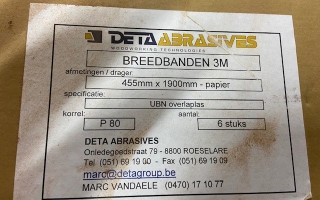 DETA ABRASIVES
WOODWORKING TECHNOLOGIES
BREEDBANDEN 3M
afmetingen / drager:
455mm x 1900mm - papier
specificatie:
UBN overlaplas
korrel:
aantal:
P 80
6 stuks
DETA ABRASIVES
Onledegoedstraat 79 - 8800 ROESELARE
Tel (051) 69 19 00 - Fax (051) 69 19 09
marc@detagroup.be
MARC VANDAELE (0470) 17 10 77